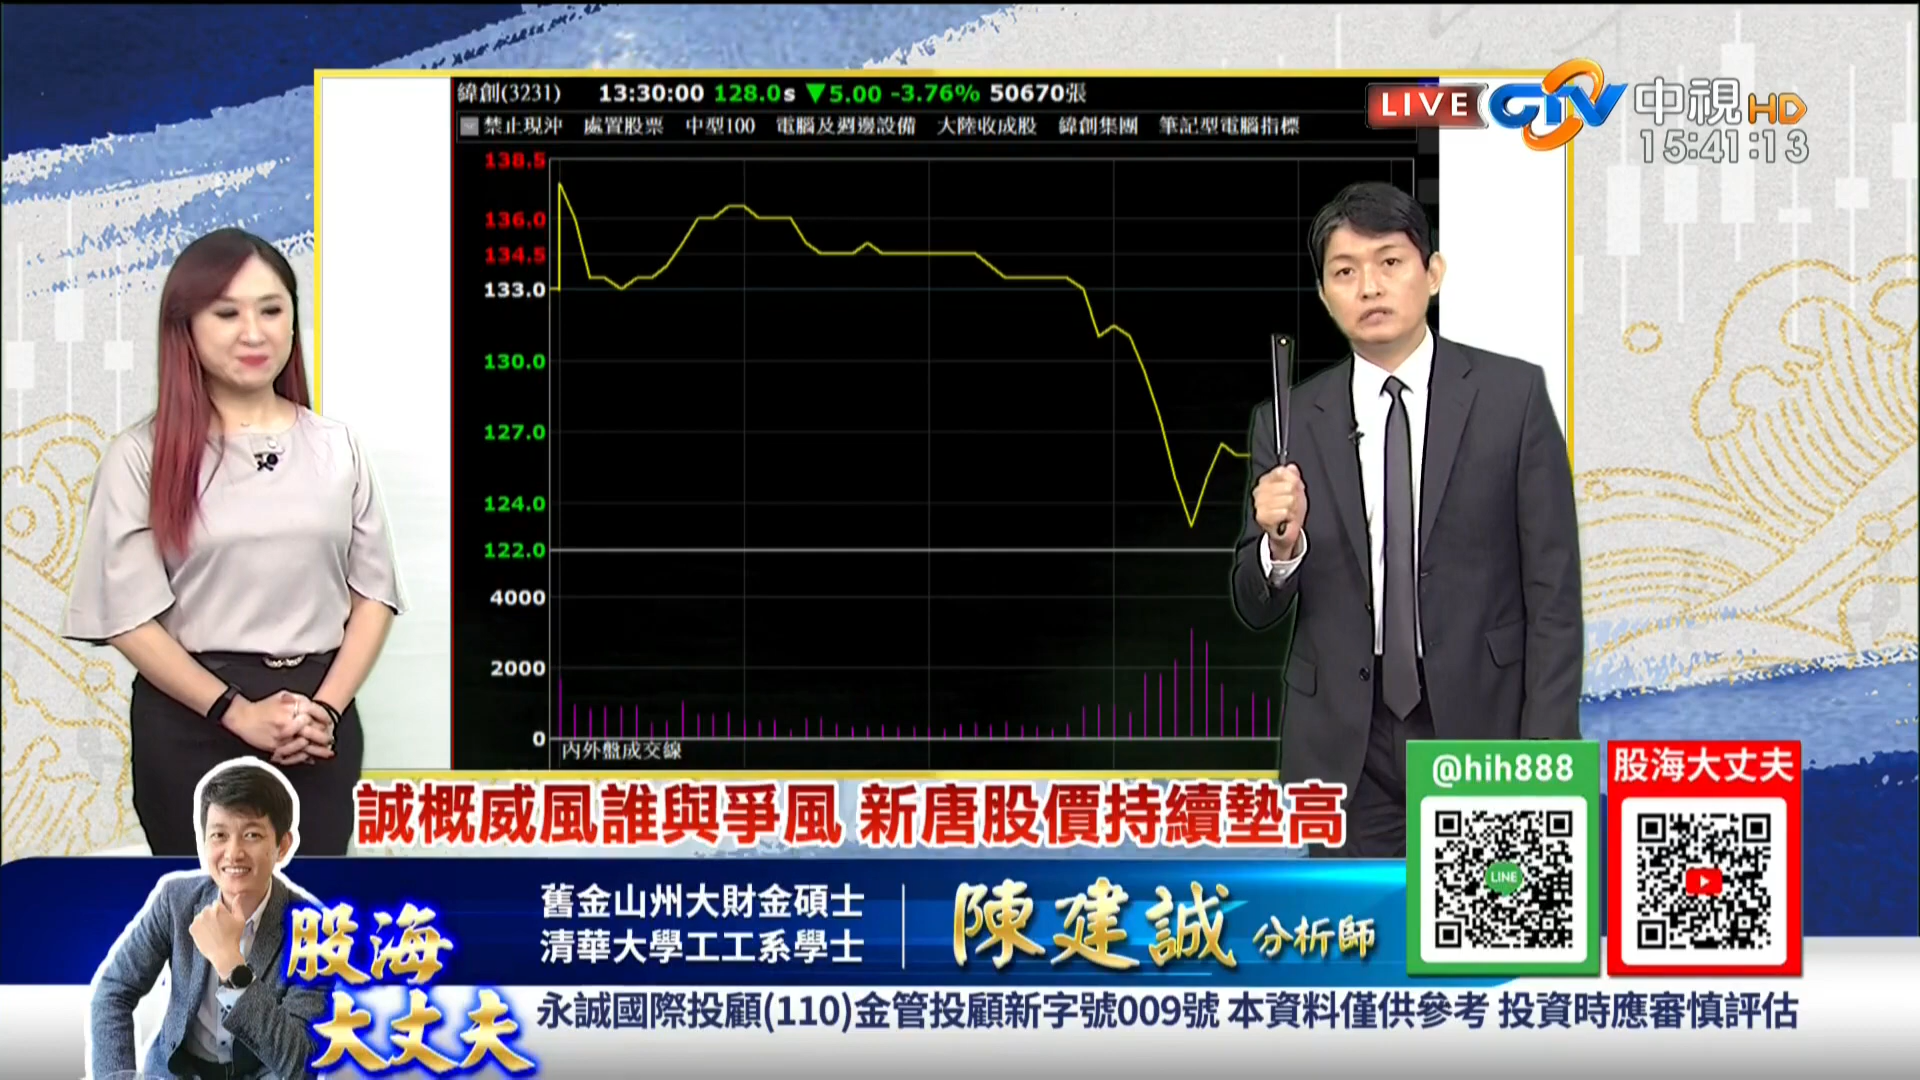 緯創(3231) 13:30:00 128.0s ▼5.00 -3.76% 50670張
禁止現沖 處置股票 中型100 電腦及週邊設備 大陸收成股 緯創集團 筆記型電腦指標
LIVE CTV 中視HD
15:41:13
138.5
136.0
134.5
133.0
130.0
127.0
124.0
122.0
4000
2000
0
內外盤成交線
誠概威風誰與爭風 新唐股價持續墊高
@hih888
LINE
股海大丈夫
股海
大丈夫
舊金山州大財金碩士
清華大學工工系學士
陳建誠 分析師
永誠國際投顧(110)金管投顧新字號009號 本資料僅供參考 投資時應審慎評估